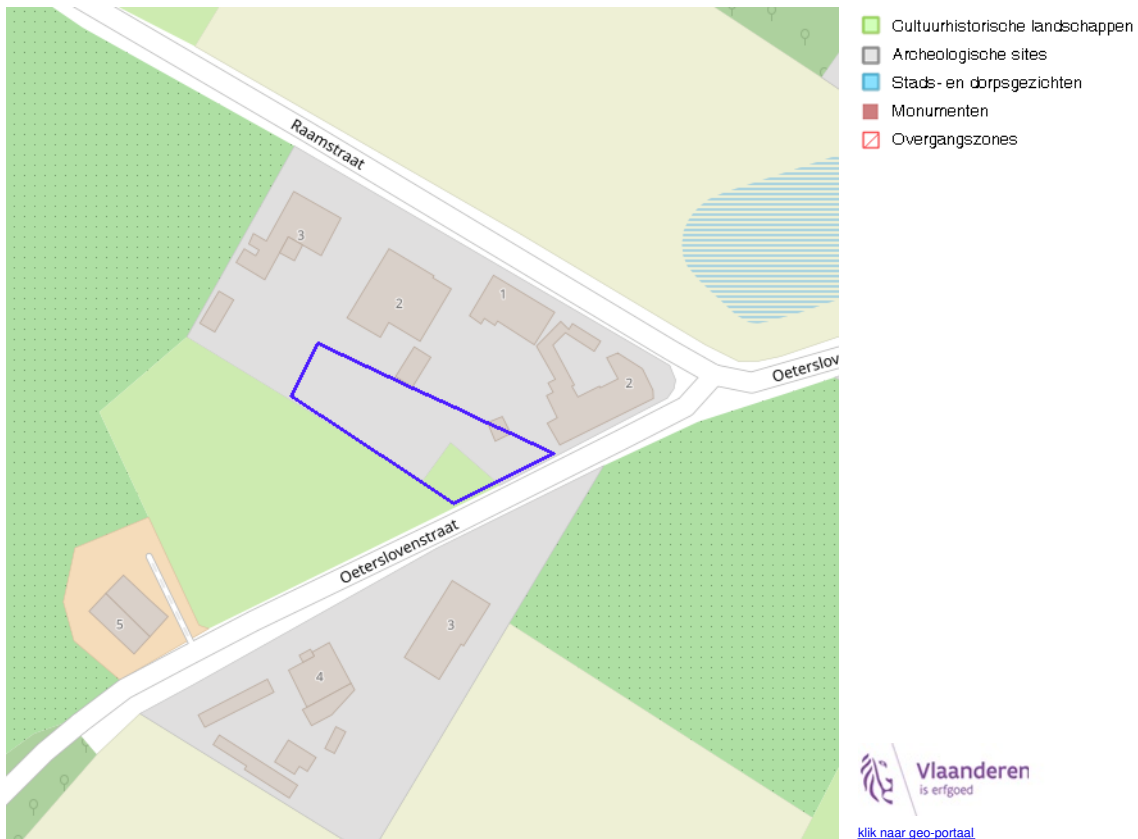 Raamstraat
3
2
1
2
Oeterslov
Oeterslovenstraat
5
3
4
Cultuurhistorische landschappen
Archeologische sites
Stads- en dorpsgezichten
Monumenten
Overgangszones
Vlaanderen
is erfgoed
klik naar geo-portaal